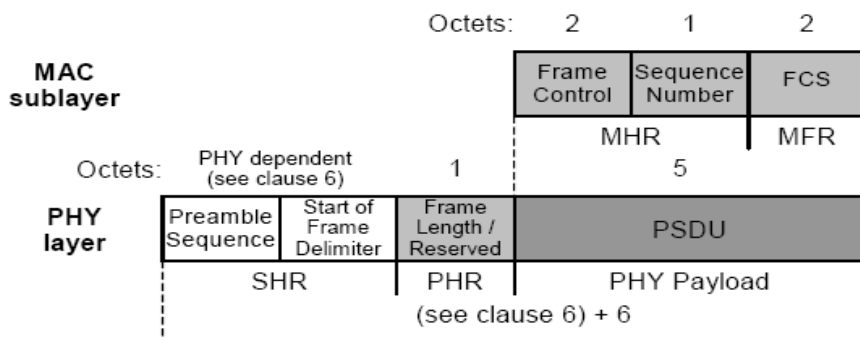 Octets: 2 1 2
MAC sublayer
Frame Control
Sequence Number
FCS
MHR MFR
Octets: PHY dependent (see clause 6) 1 5
PHY layer
Preamble Sequence
Start of Frame Delimiter
Frame Length / Reserved
PSDU
SHR PHR PHY Payload
(see clause 6) + 6